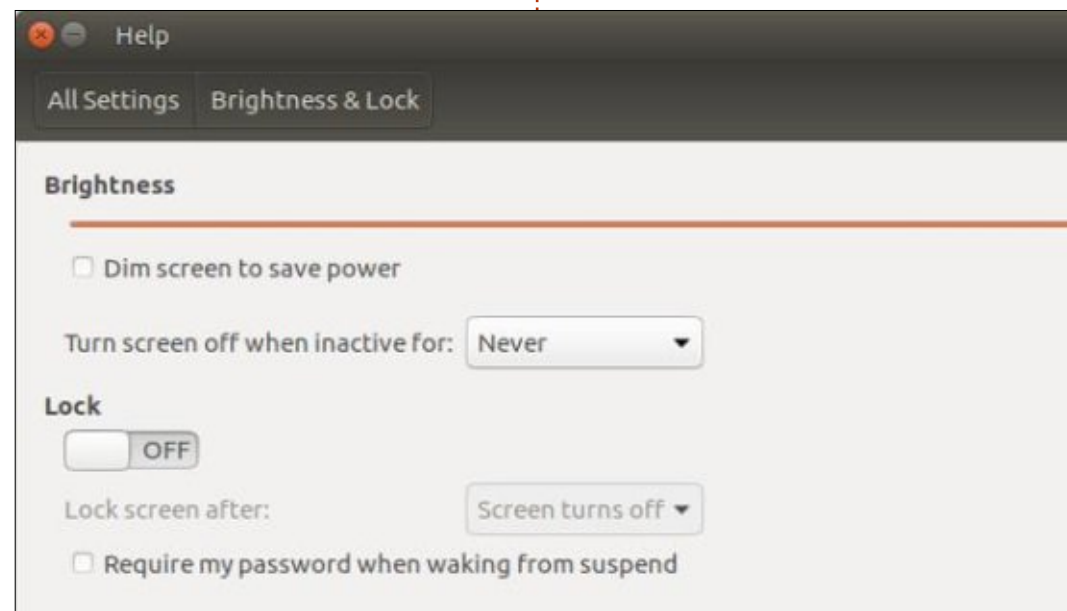 Help
All Settings Brightness & Lock
Brightness
Dim screen to save power
Turn screen off when inactive for: Never
Lock
OFF
Lock screen after: Screen turns off
Require my password when waking from suspend